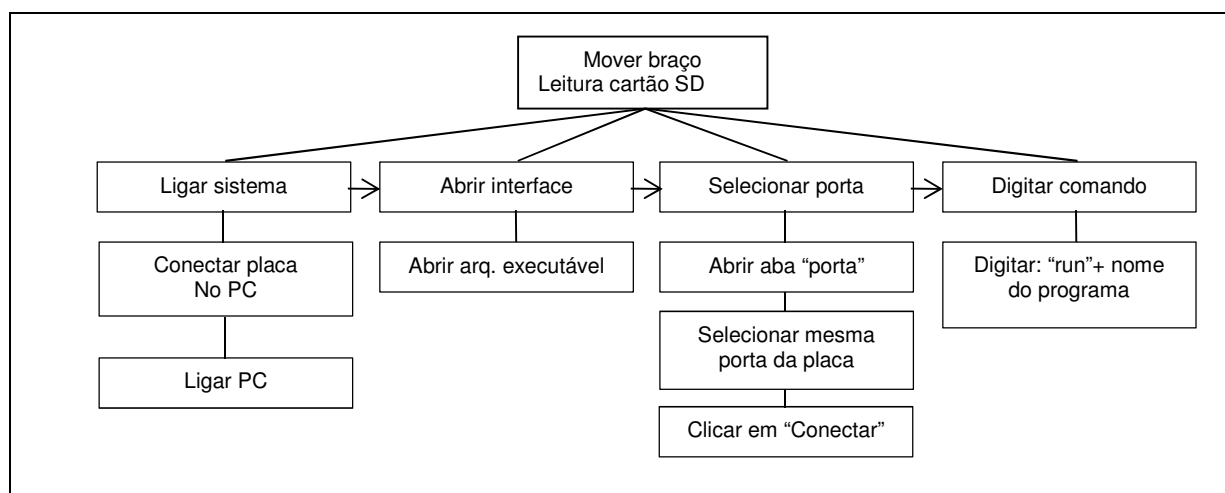 Mover braço
Leitura cartão SD
Ligar sistema
Abrir interface
Selecionar porta
Digitar comando
Conectar placa
No PC
Abrir arq. executável
Abrir aba “porta”
Digitar: “run”+ nome
do programa
Selecionar mesma
porta da placa
Ligar PC
Clicar em “Conectar”